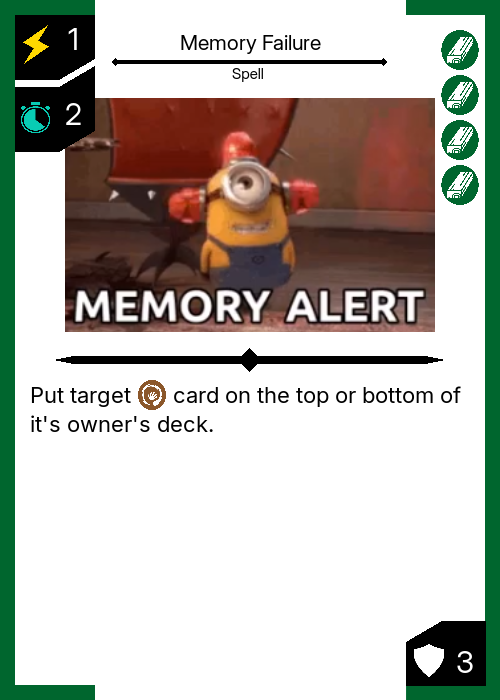 1
Memory Failure
Spell
2
MEMORY ALERT
Put target card on the top or bottom of
it's owner's deck.
3